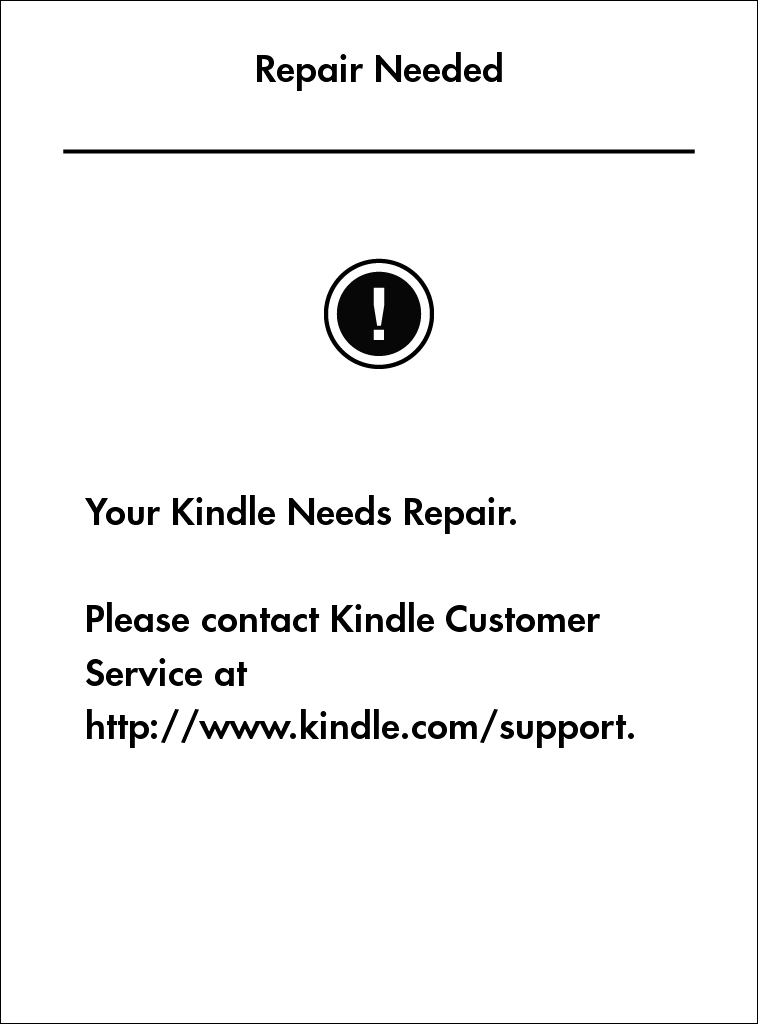 Repair Needed
!
Your Kindle Needs Repair.
Please contact Kindle Customer
Service at
http://www.kindle.com/support.